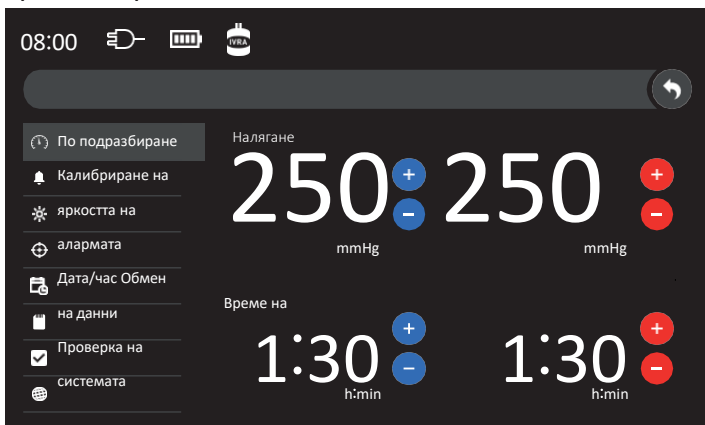 08:00 IVRA
По подразбиране
Калибриране на
яркостта на
алармата
Дата/час Обмен
на данни
Проверка на
системата
Налягане
250 + − 250 + −
mmHg mmHg
Време на
1:30 + − 1:30 + −
h:min h:min